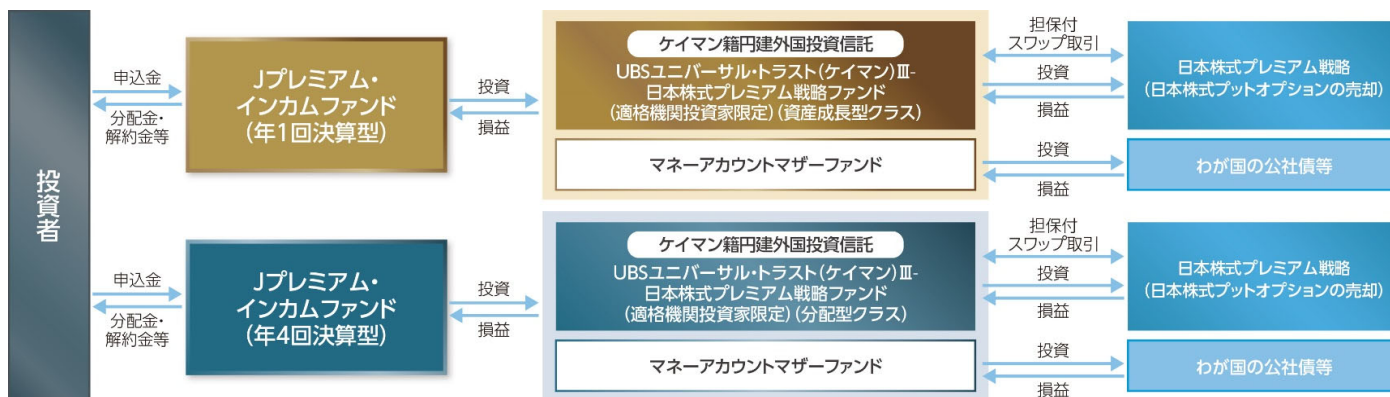 投資者
申込金
分配金・
解約金等
Jプレミアム・
インカムファンド
(年1回決算型)
投資
損益
ケイマン籍円建外国投資信託
UBSユニバーサル・トラスト(ケイマン)Ⅲ-
日本株式プレミアム戦略ファンド
(適格機関投資家限定)(資産成長型クラス)
マネーアカウントマザーファンド
担保付
スワップ取引
投資
損益
日本株式プレミアム戦略
(日本株式プットオプションの売却)
投資
損益
わが国の公社債等
申込金
分配金・
解約金等
Jプレミアム・
インカムファンド
(年4回決算型)
投資
損益
ケイマン籍円建外国投資信託
UBSユニバーサル・トラスト(ケイマン)Ⅲ-
日本株式プレミアム戦略ファンド
(適格機関投資家限定)(分配型クラス)
マネーアカウントマザーファンド
担保付
スワップ取引
投資
損益
日本株式プレミアム戦略
(日本株式プットオプションの売却)
投資
損益
わが国の公社債等